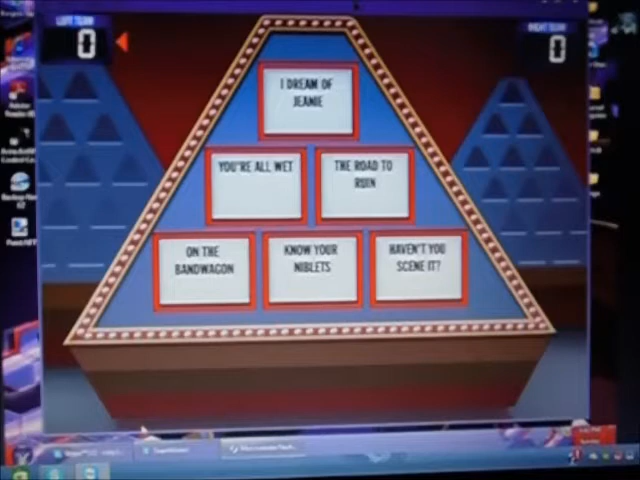 LEFT TEAM
0
RIGHT TEAM
0
I DREAM OF
JEANIE
YOU'RE ALL WET
THE ROAD TO
RUIN
ON THE
BANDWAGON
KNOW YOUR
NIBLETS
HAVEN'T YOU
SCENE IT?